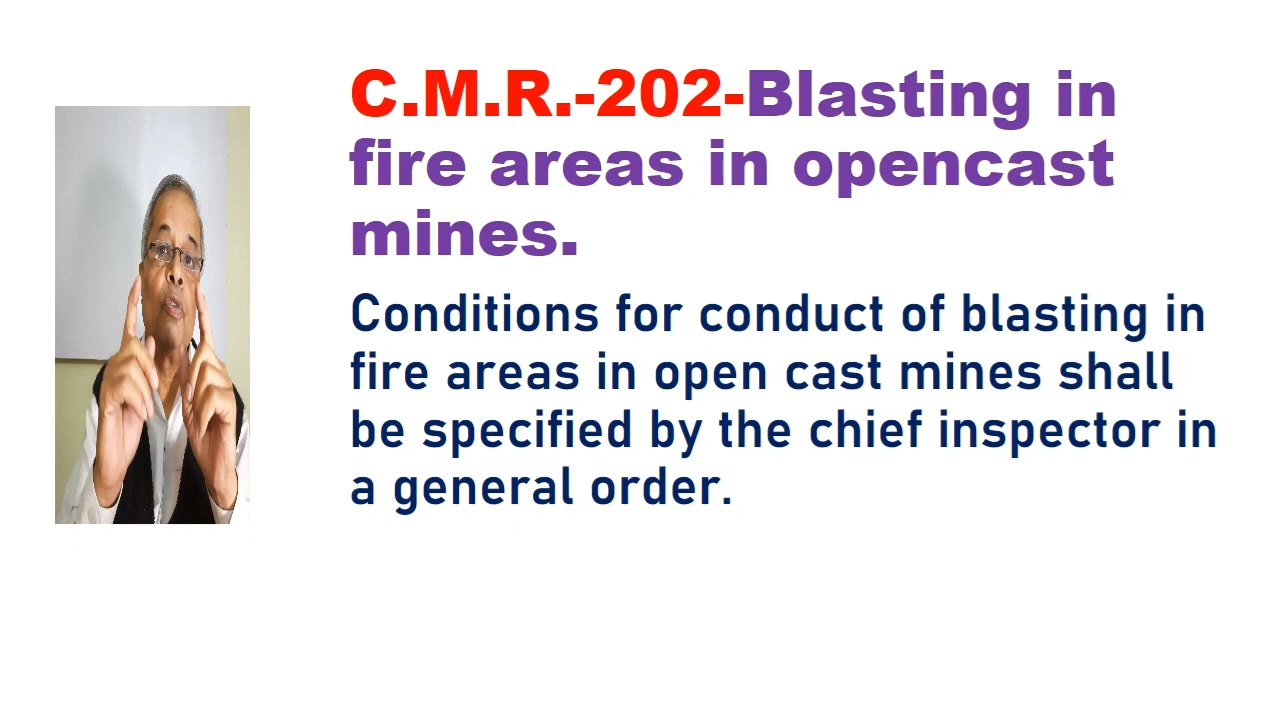 C.M.R.-202-Blasting in
fire areas in opencast
mines.
Conditions for conduct of blasting in
fire areas in open cast mines shall
be specified by the chief inspector in
a general order.